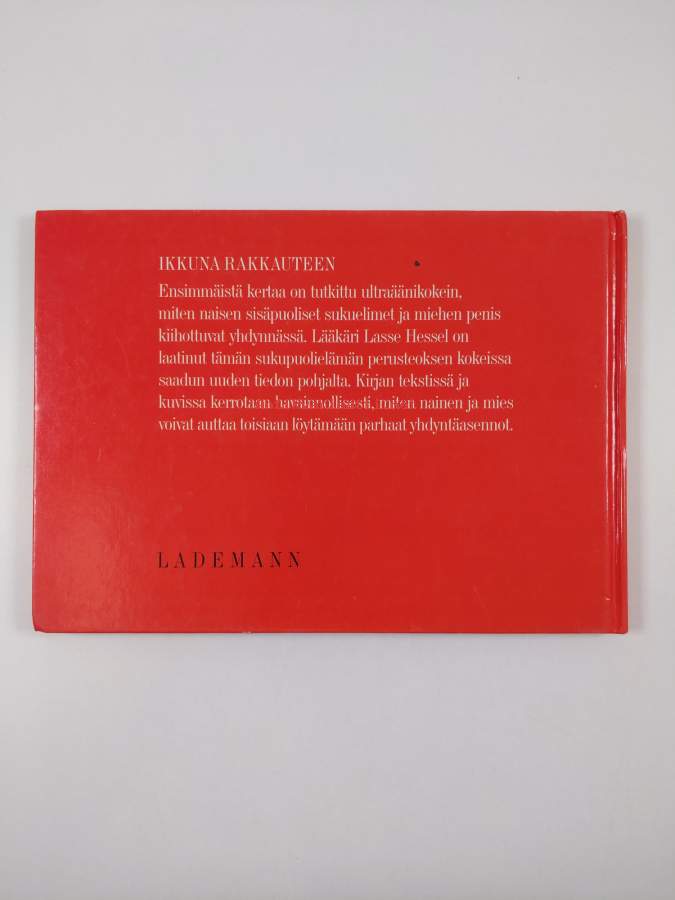 IKKUNA RAKKAUTEEN
Ensimmäistä kertaa on tutkittu ultraäänikokein,
miten naisen sisäpuoliset sukuelimet ja miehen penis
kiihottuvat yhdynnässä. Lääkäri Lasse Hessel on
laatinut tämän sukupuolielämän perusteoksen kokeissa
saadun uuden tiedon pohjalta. Kirjan tekstissä ja
kuvissa kerrotaan havainnollisesti, miten nainen ja mies
voivat auttaa toisiaan löytämään parhaat yhdyntäasennot.
LADEMANN